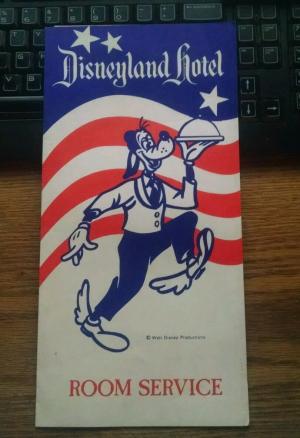 Disneyland Hotel
© Walt Disney Productions
ROOM SERVICE